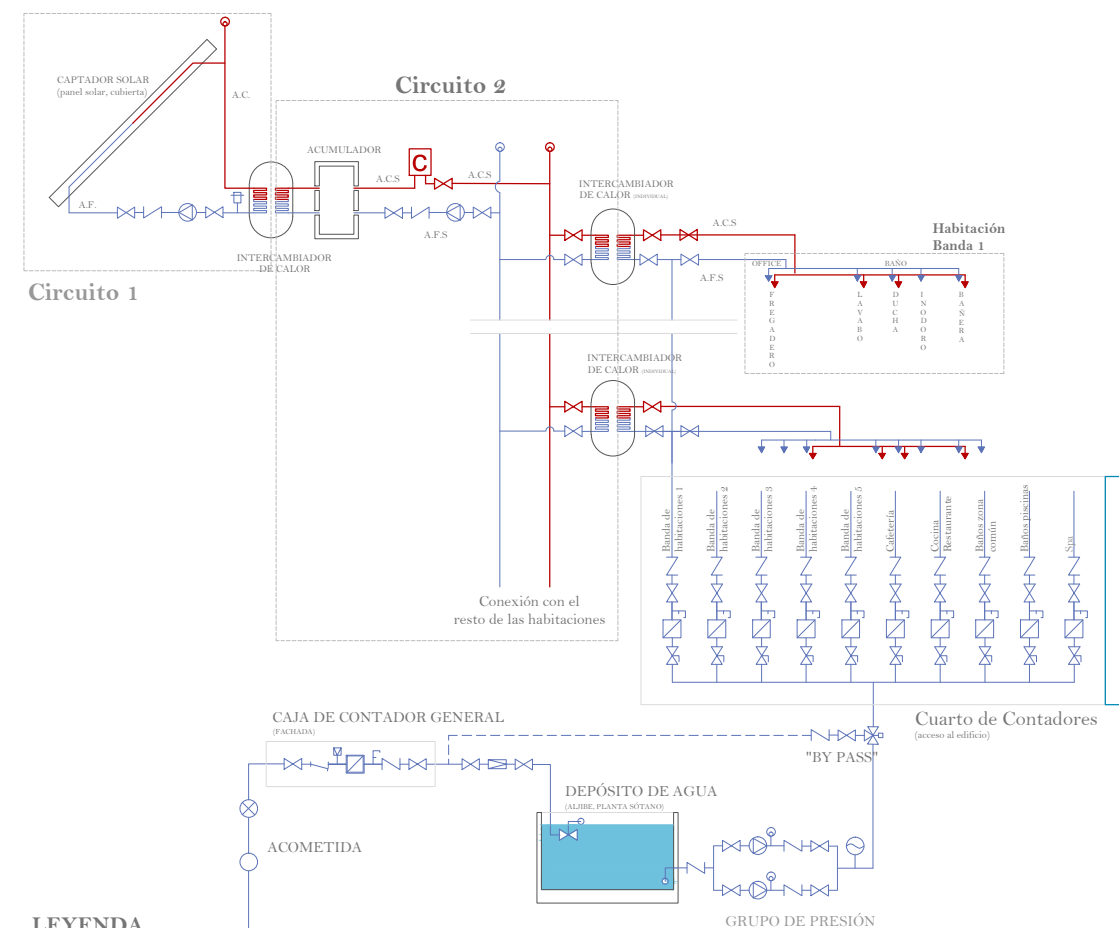 Circuito 2
CAPTADOR SOLAR
(panel solar, cubierta)
A.C.
ACUMULADOR
C
A.C.S
A.C.S
A.F.
A.F.S
INTERCAMBIADOR
DE CALOR
Circuito 1
INTERCAMBIADOR
DE CALOR (INDIVIDUAL)
A.C.S
A.F.S
Habitación
Banda 1
OFFICE
BAÑO
FREGADERO
LAVABO
DUCHA
INODORO
BAÑERA
INTERCAMBIADOR
DE CALOR (INDIVIDUAL)
Banda de
habitaciones 1
Banda de
habitaciones 2
Banda de
habitaciones 3
Banda de
habitaciones 4
Banda de
habitaciones 5
Cafetería
Cocina
Restaurante
Baños zona
común
Baños piscinas
Spa
Conexión con el
resto de las habitaciones
CAJA DE CONTADOR GENERAL
(FACHADA)
Cuarto de Contadores
(acceso al edificio)
"BY PASS"
DEPÓSITO DE AGUA
(ALJIBE, PLANTA SÓTANO)
ACOMETIDA
GRUPO DE PRESIÓN
LEYENDA